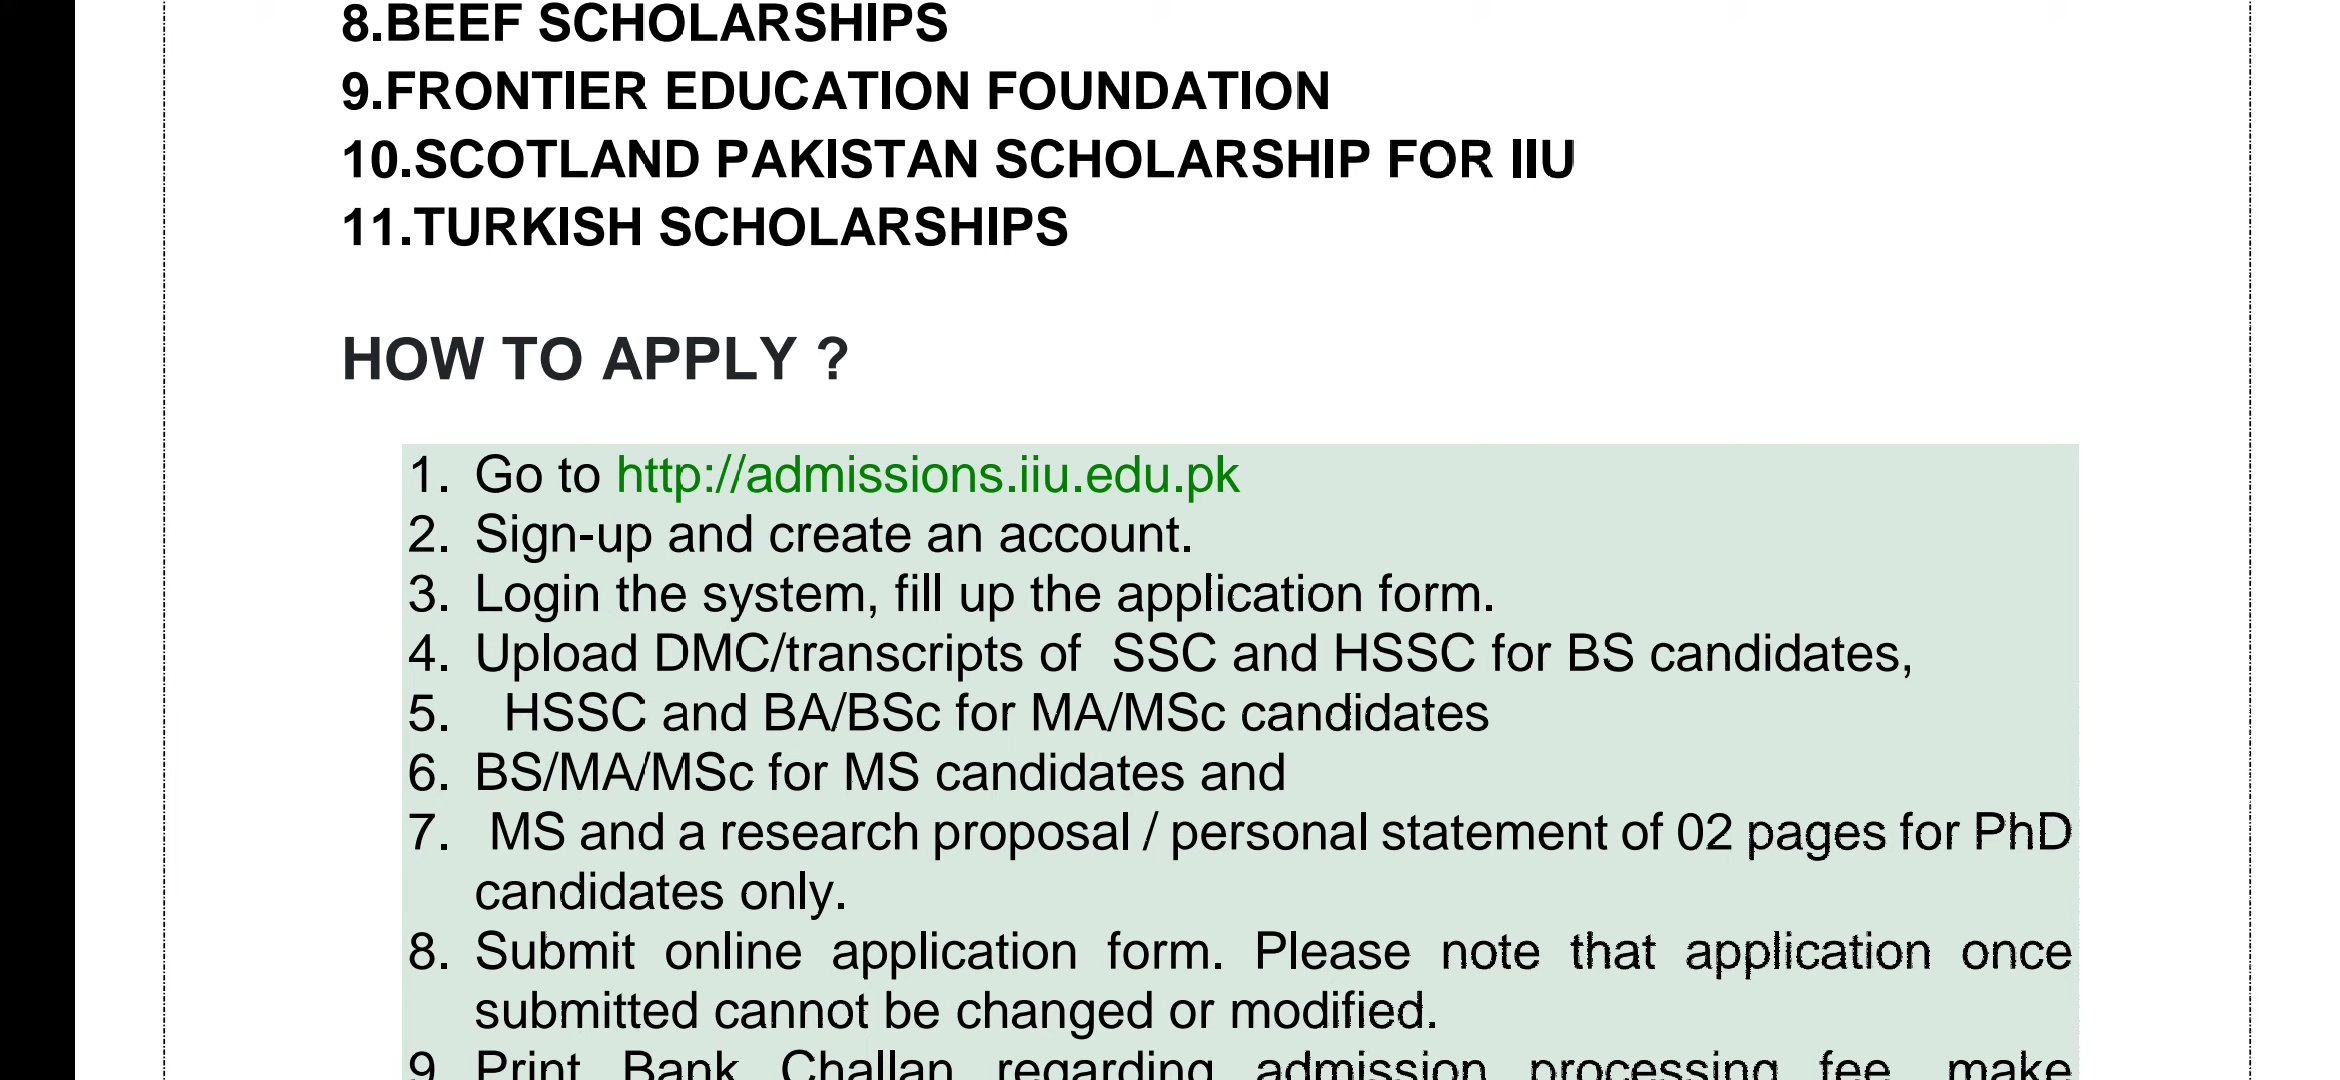 8.BEEF SCHOLARSHIPS
9.FRONTIER EDUCATION FOUNDATION
10.SCOTLAND PAKISTAN SCHOLARSHIP FOR IIU
11.TURKISH SCHOLARSHIPS
HOW TO APPLY ?
1. Go to http://admissions.iiu.edu.pk
2. Sign-up and create an account.
3. Login the system, fill up the application form.
4. Upload DMC/transcripts of  SSC and HSSC for BS candidates,
5.  HSSC and BA/BSc for MA/MSc candidates
6. BS/MA/MSc for MS candidates and
7.  MS and a research proposal / personal statement of 02 pages for PhD
candidates only.
8. Submit online application form. Please note that application once
submitted cannot be changed or modified.
9. Print Bank Challan regarding admission processing fee, make